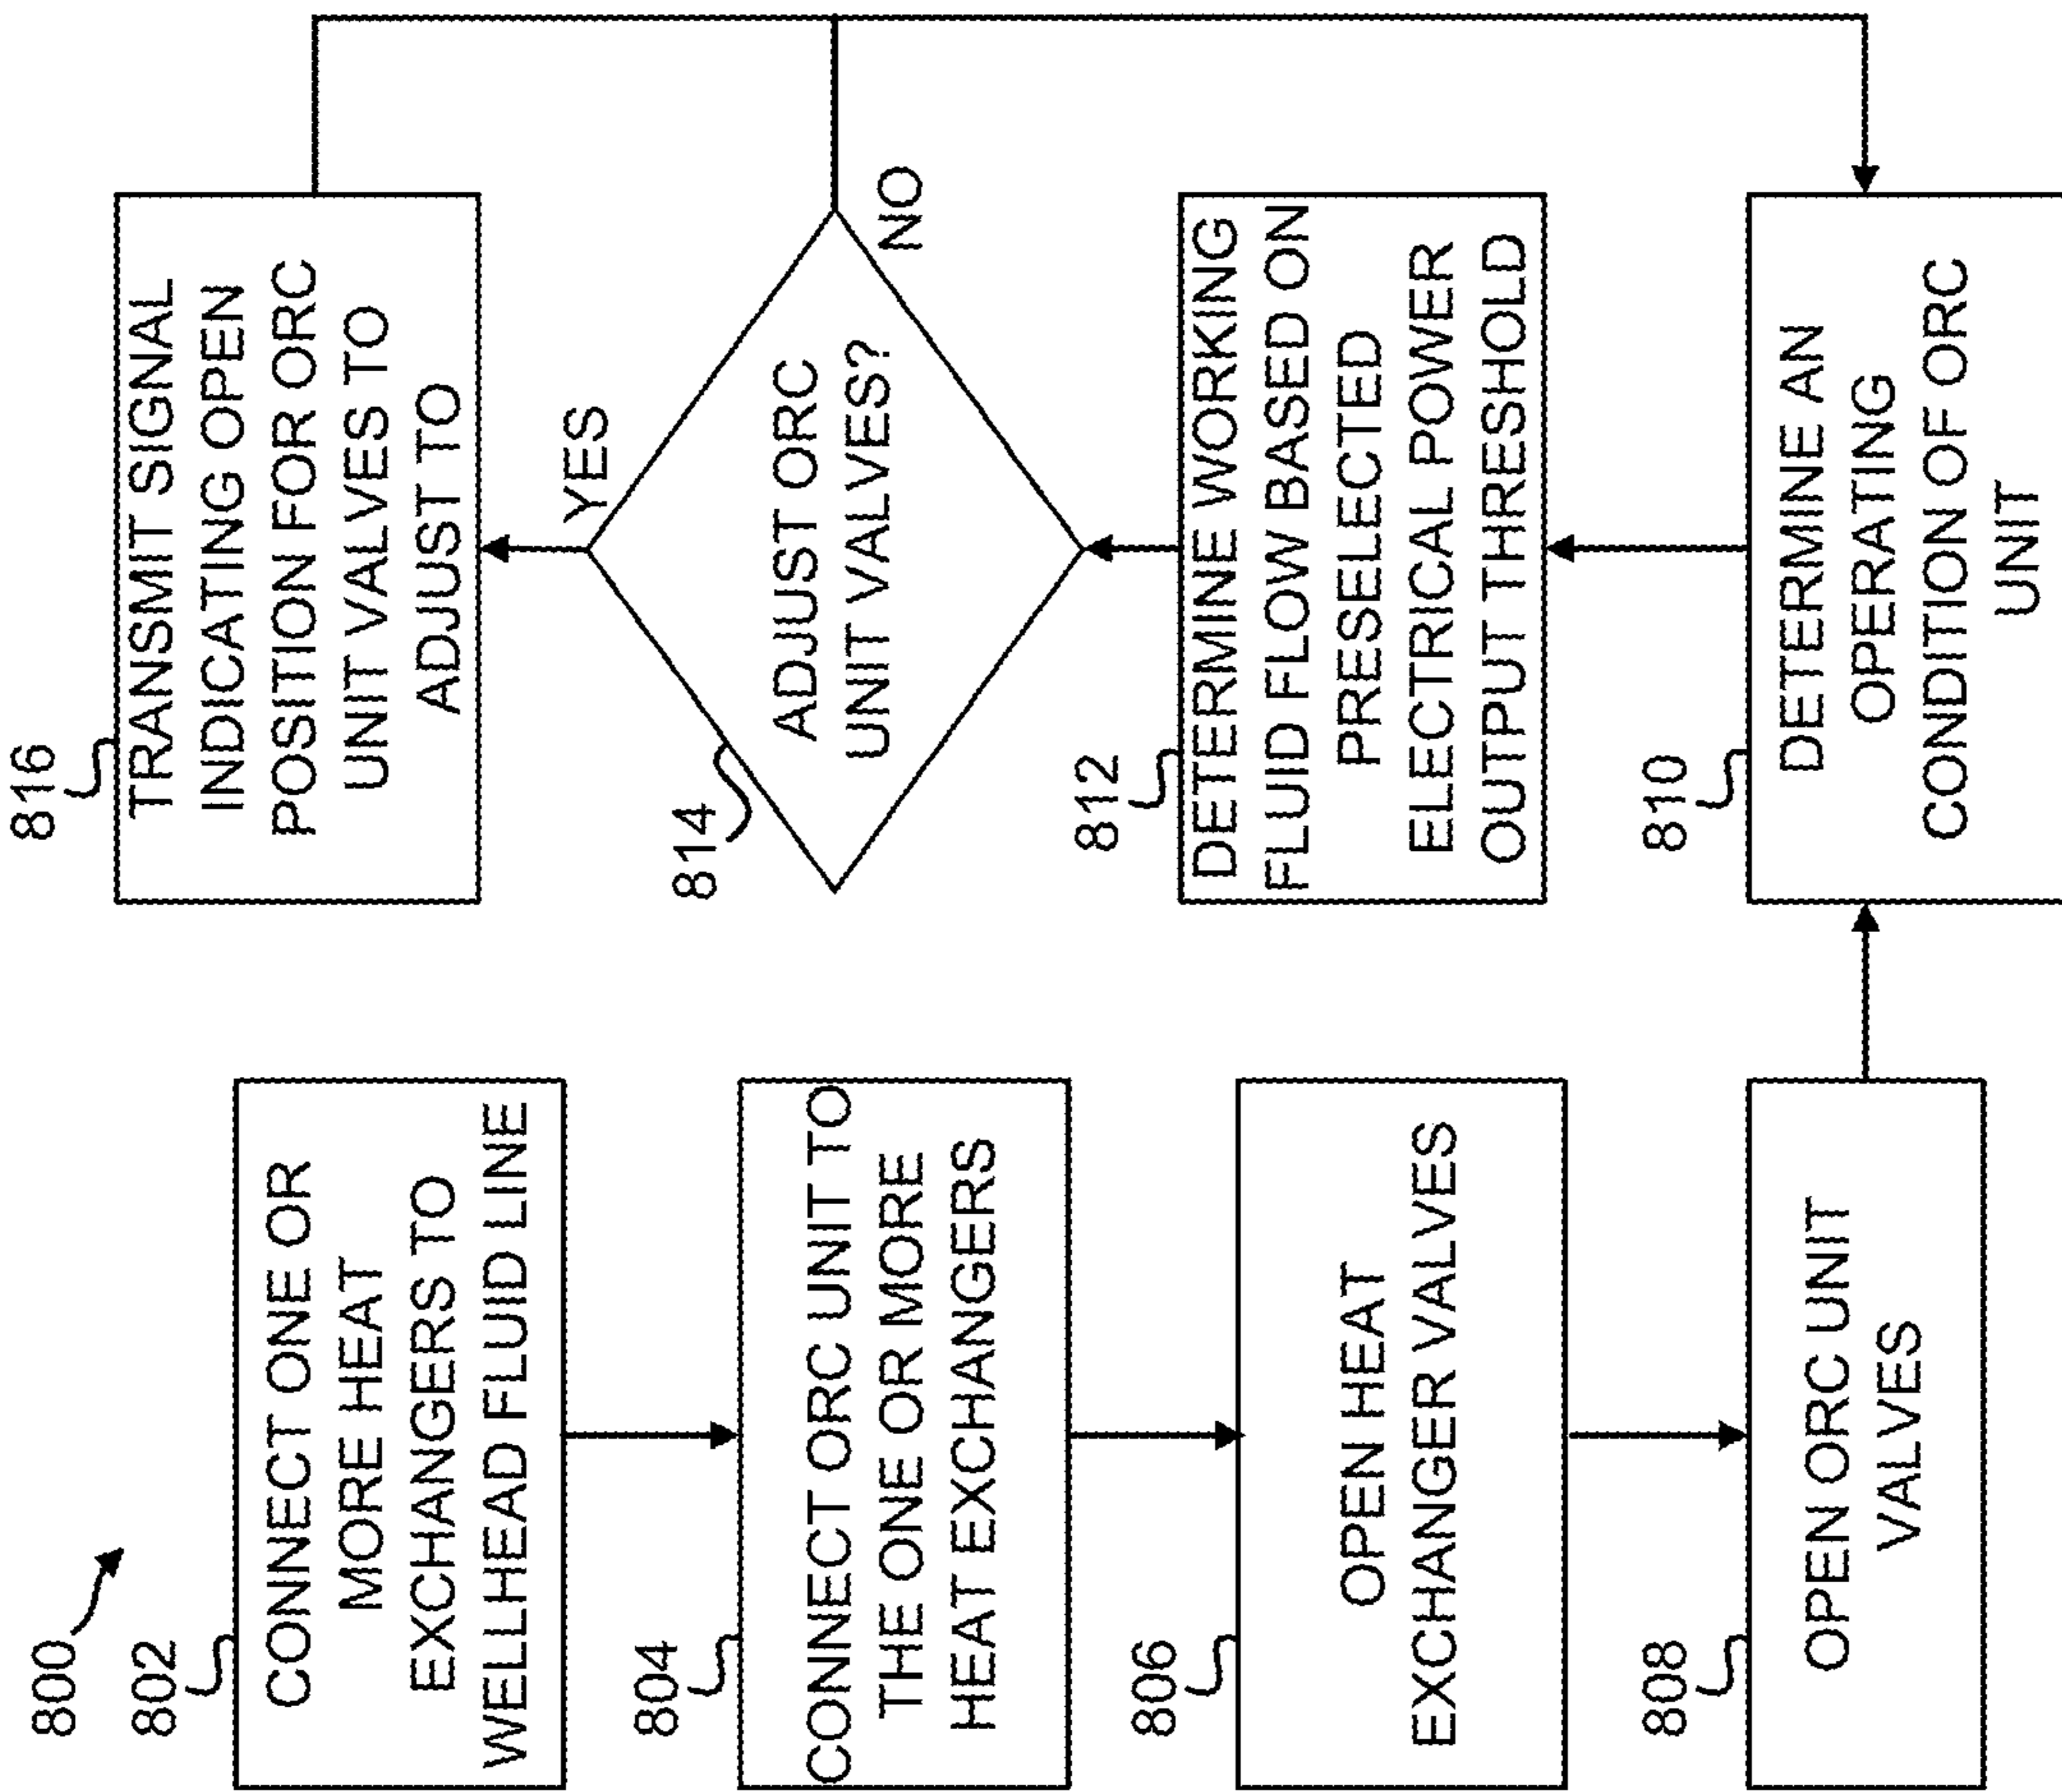 800
802
CONNECT ONE OR
MORE HEAT
EXCHANGERS TO
WELLHEAD FLUID LINE
804
CONNECT ORC UNIT TO
THE ONE OR MORE
HEAT EXCHANGERS
806
OPEN HEAT
EXCHANGER VALVES
808
OPEN ORC UNIT
VALVES
810
DETERMINE AN
OPERATING
CONDITION OF ORC
UNIT
812
DETERMINE WORKING
FLUID FLOW BASED ON
PRESELECTED
ELECTRICAL POWER
OUTPUT THRESHOLD
814
ADJUST ORC
UNIT VALVES?
YES
NO
816
TRANSMIT SIGNAL
INDICATING OPEN
POSITION FOR ORC
UNIT VALVES TO
ADJUST TO